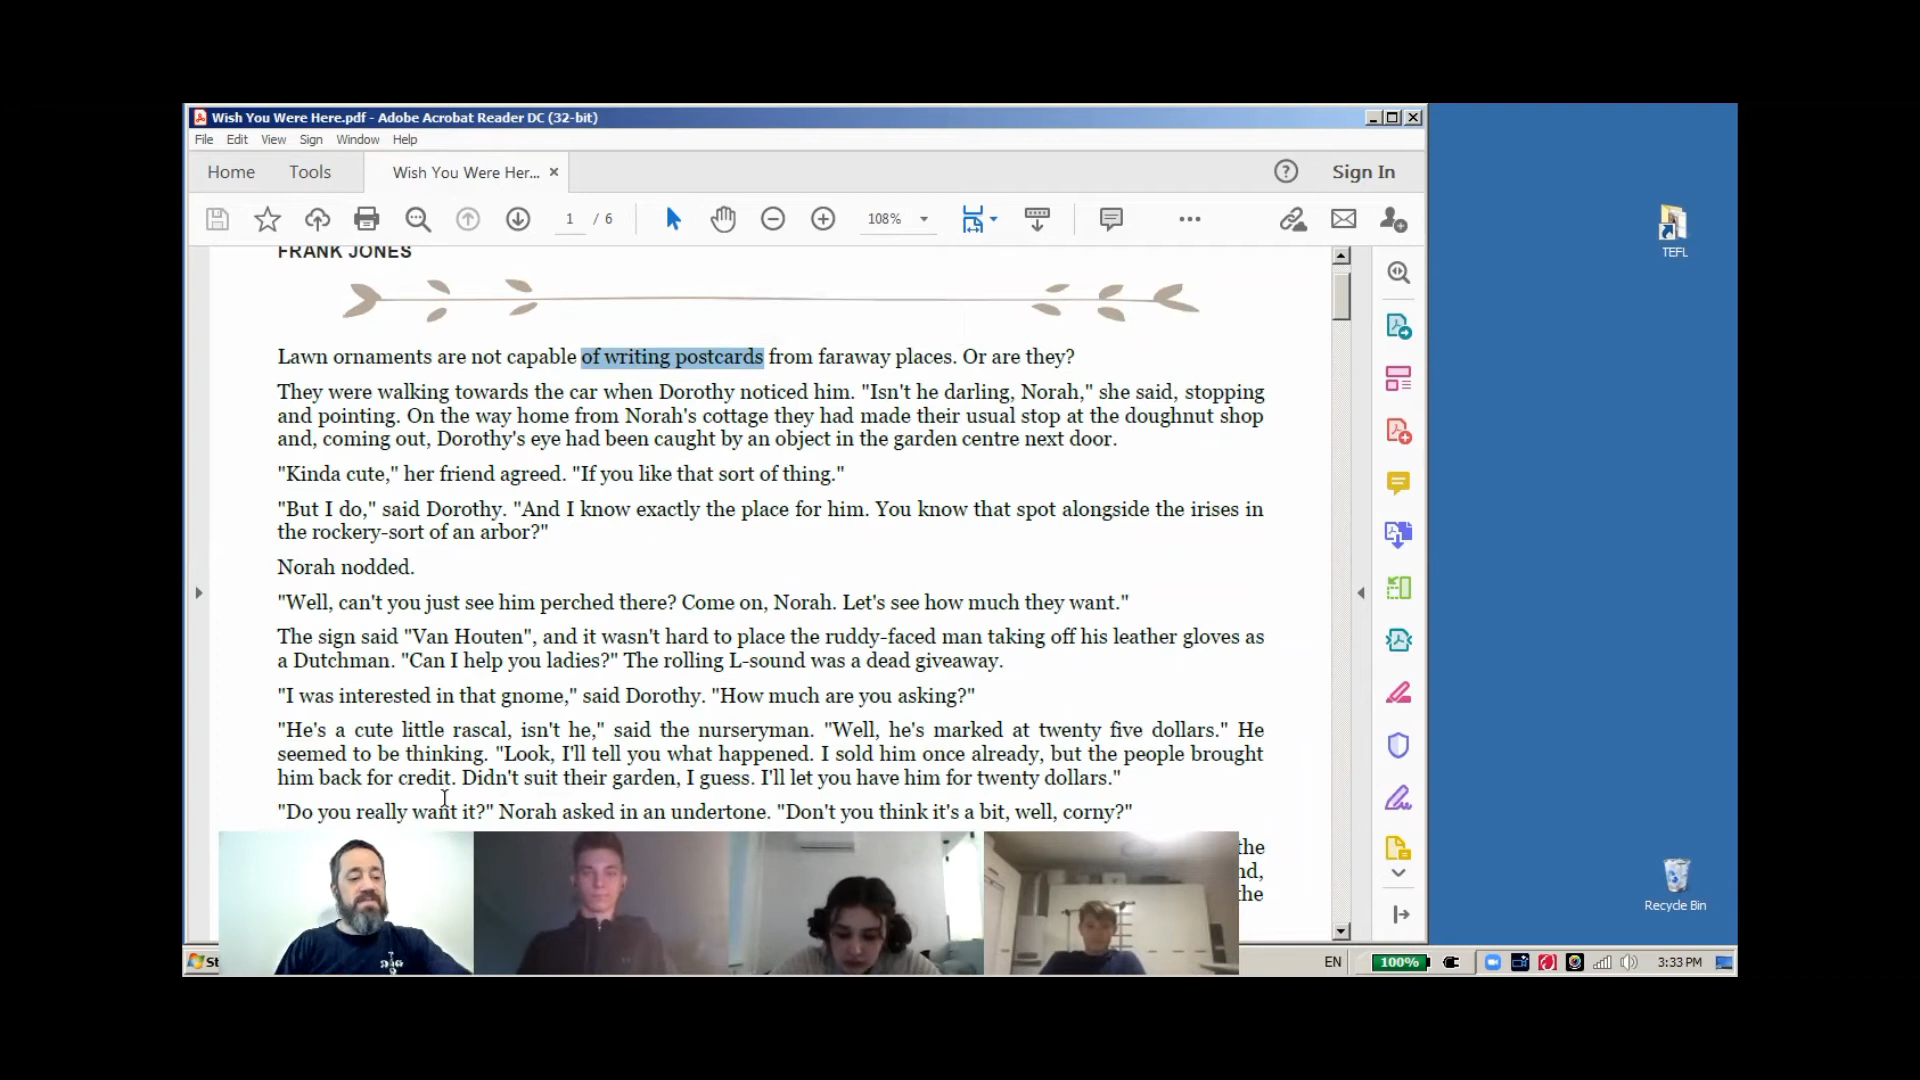 Wish You Were Here.pdf - Adobe Acrobat Reader DC (32-bit)
File Edit View Sign Window Help
Home Tools Wish You Were Her... Sign In
1 / 6 108%
FRANK JONES
Lawn ornaments are not capable of writing postcards from faraway places. Or are they?
They were walking towards the car when Dorothy noticed him. "Isn't he darling, Norah," she said, stopping
and pointing. On the way home from Norah's cottage they had made their usual stop at the doughnut shop
and, coming out, Dorothy's eye had been caught by an object in the garden centre next door.
"Kinda cute," her friend agreed. "If you like that sort of thing."
"But I do," said Dorothy. "And I know exactly the place for him. You know that spot alongside the irises in
the rockery-sort of an arbor?"
Norah nodded.
"Well, can't you just see him perched there? Come on, Norah. Let's see how much they want."
The sign said "Van Houten", and it wasn't hard to place the ruddy-faced man taking off his leather gloves as
a Dutchman. "Can I help you ladies?" The rolling L-sound was a dead giveaway.
"I was interested in that gnome," said Dorothy. "How much are you asking?"
"He's a cute little rascal, isn't he," said the nurseryman. "Well, he's marked at twenty five dollars." He
seemed to be thinking. "Look, I'll tell you what happened. I sold him once already, but the people brought
him back for credit. Didn't suit their garden, I guess. I'll let you have him for twenty dollars."
"Do you really want it?" Norah asked in an undertone. "Don't you think it's a bit, well, corny?"
the
nd,
the
TEFL
Recycle Bin
St
EN 100% 3:33 PM